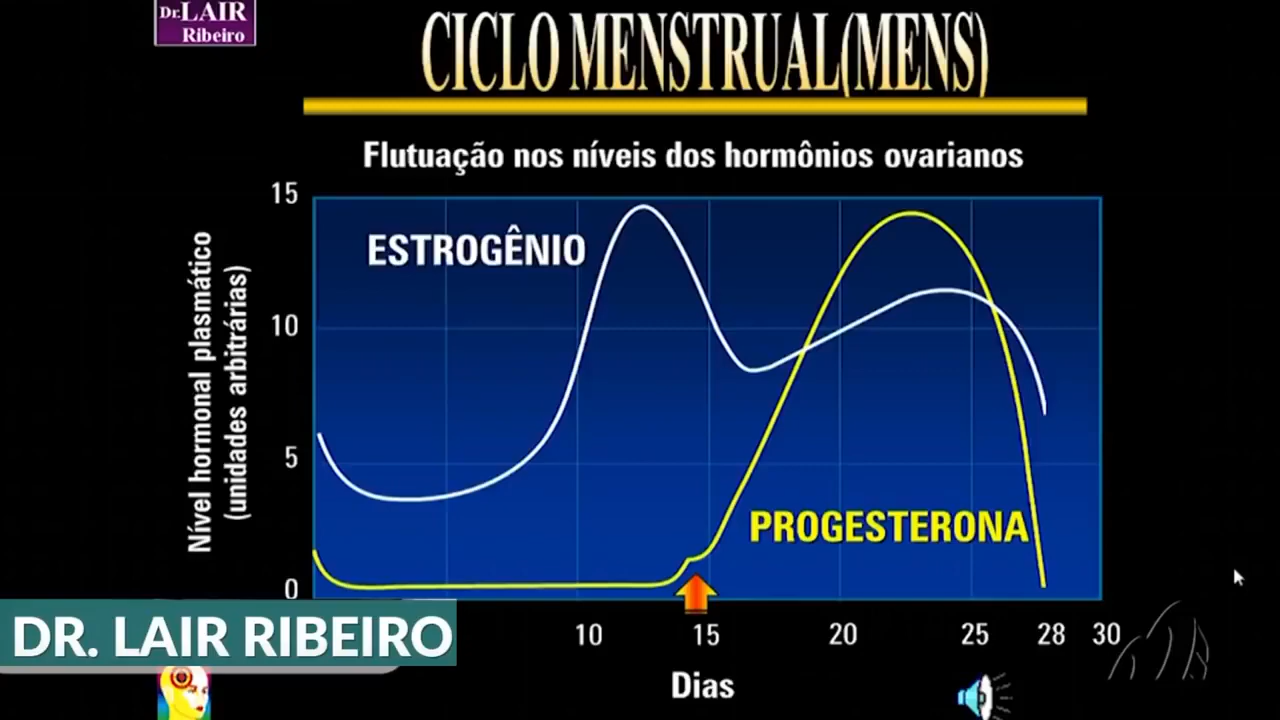 Dr. LAIR
Ribeiro
CICLO MENSTRUAL(MENS)
Flutuação nos níveis dos hormônios ovarianos
Nível hormonal plasmático
(unidades arbitrárias)
15
10
5
0
ESTROGÊNIO
PROGESTERONA
10 15 20 25 28 30
Dias
DR. LAIR RIBEIRO